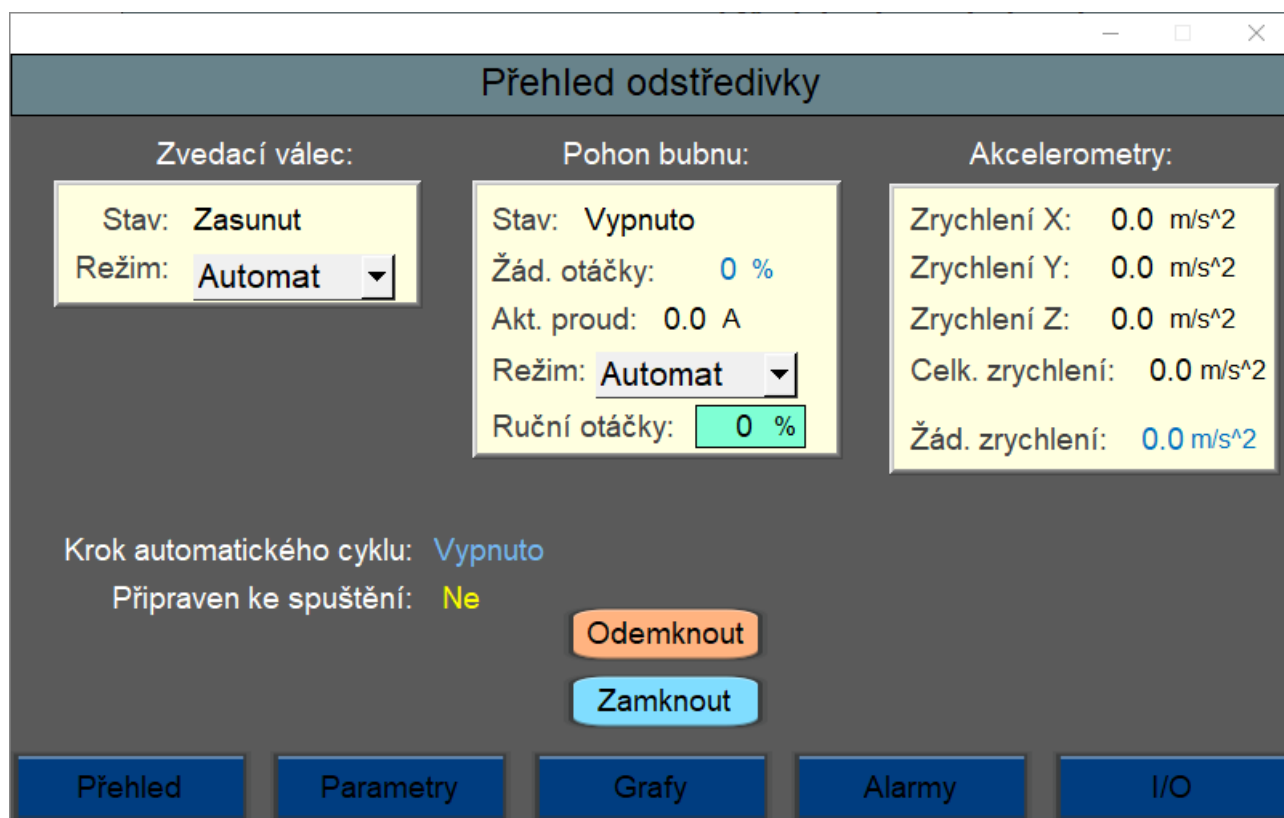 Přehled odstředivky
Zvedací válec:
Stav: Zasunut
Režim: Automat
Pohon bubnu:
Stav: Vypnuto
Žád. otáčky: 0 %
Akt. proud: 0.0 A
Režim: Automat
Ruční otáčky: 0 %
Akcelerometry:
Zrychlení X: 0.0 m/s^2
Zrychlení Y: 0.0 m/s^2
Zrychlení Z: 0.0 m/s^2
Celk. zrychlení: 0.0 m/s^2
Žád. zrychlení: 0.0 m/s^2
Krok automatického cyklu: Vypnuto
Připraven ke spuštění: Ne
Odemknout
Zamknout
Přehled Parametry Grafy Alarmy I/O